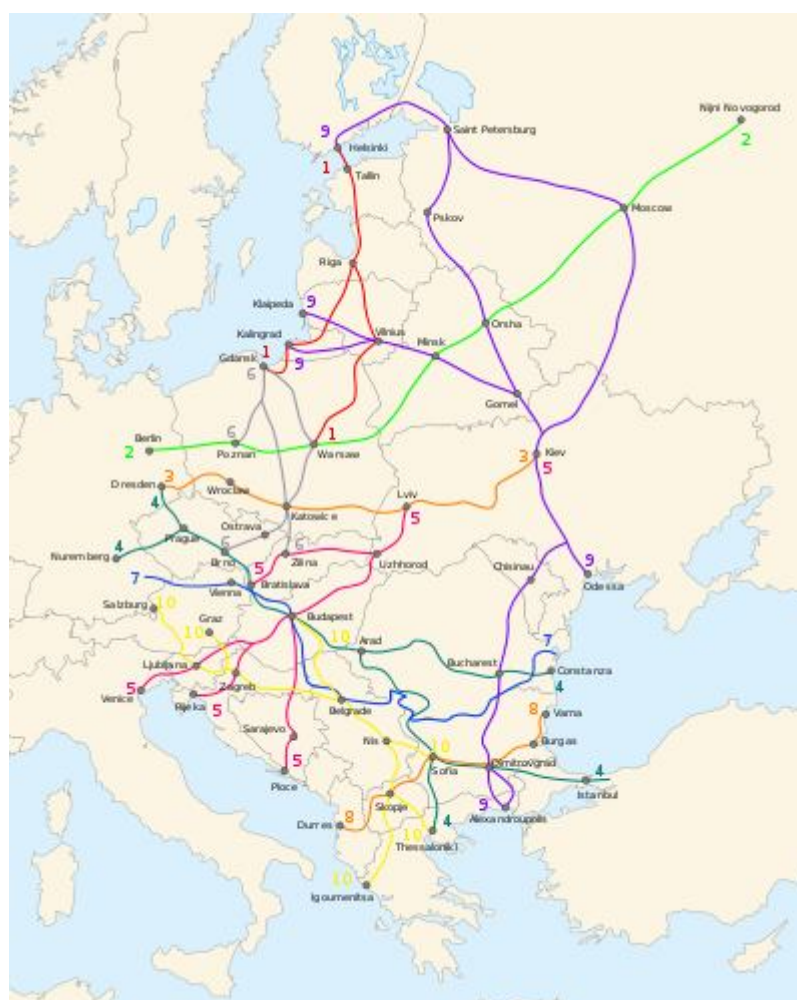 Nijni Novogorod
2
9
Saint Petersburg
Helsinki
1
Tallin
Moscow
Pskov
Riga
Klaipeda
9
Orsha
Kalingrad
Vilnius
Minsk
Gdansk
1
9
6
Gomel
Berlin
2
6
Poznan
1
Warsaw
3
Kiev
5
Dresden
3
4
Wroclaw
Lviv
5
Katowice
Ostrava
Prague
Nuremberg
4
6
Brno
6
Zilina
5
Uzhhorod
Chisinau
9
Odessa
7
Vienna
Bratislava
Salzburg
10
Graz
10
Budapest
10
Arad
7
Ljubljana
Bucharest
Constanza
4
Zagreb
5
Venice
Rijeka
5
Belgrade
8
Varna
Sarajevo
Nis
10
Burgas
5
Sofia
Dimitrovgrad
Ploce
4
Istanbul
Skopje
9
Alexandroupolis
8
Durres
10
4
Thessaloniki
10
Igoumenitsa